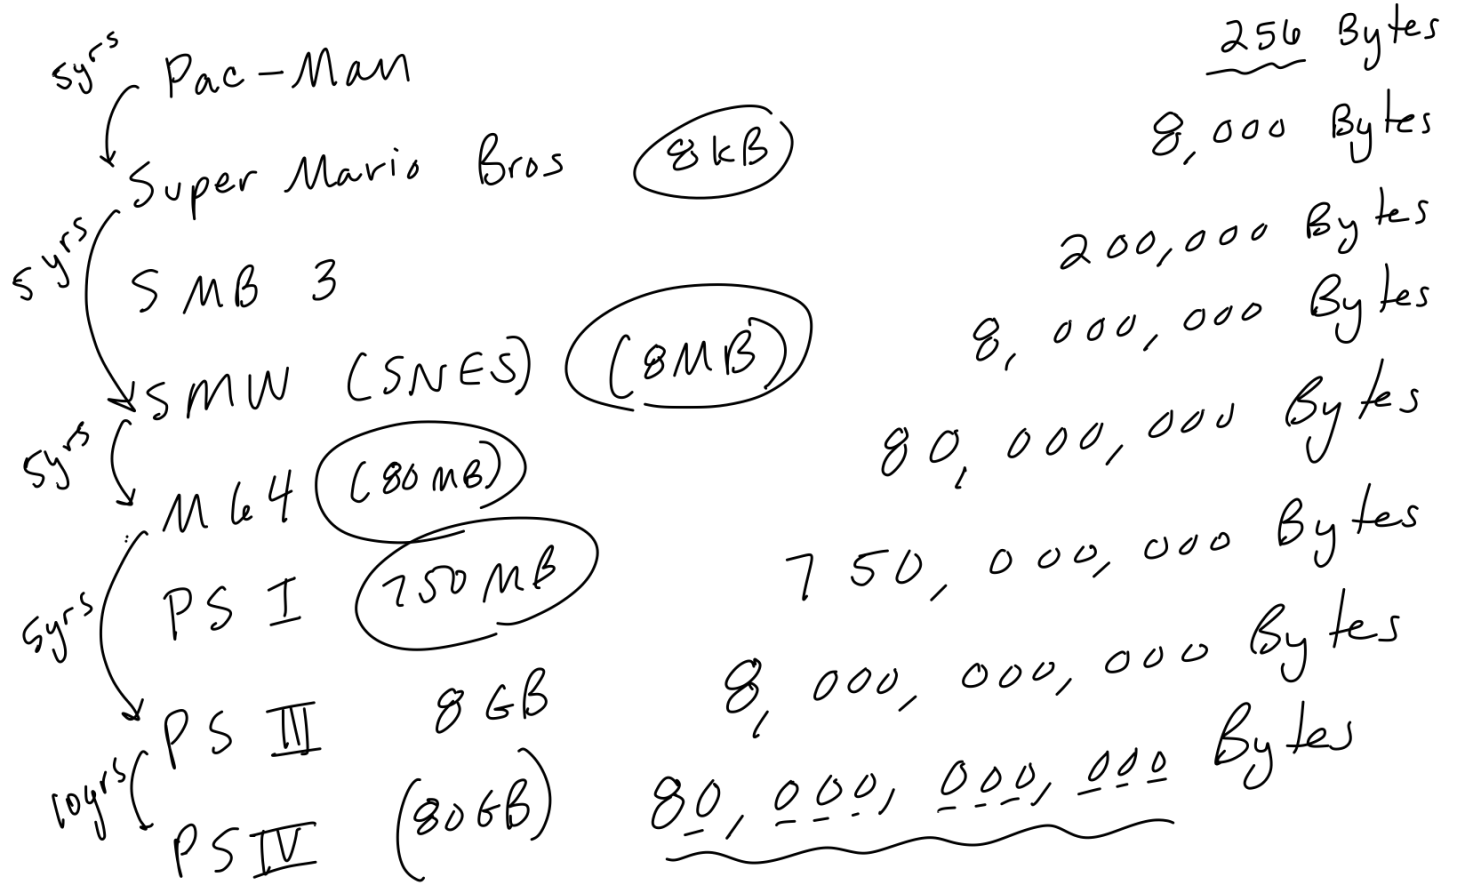 5yrs Pac-Man 256 Bytes
Super Mario Bros 8kB 8,000 Bytes
5yrs SMB 3 200,000 Bytes
SMW (SNES) (8MB) 8,000,000 Bytes
5yrs M64 (80MB) 80,000,000 Bytes
5yrs PS I 750MB 750,000,000 Bytes
PS III 8GB 8,000,000,000 Bytes
10yrs PS IV (80GB) 80,000,000,000 Bytes